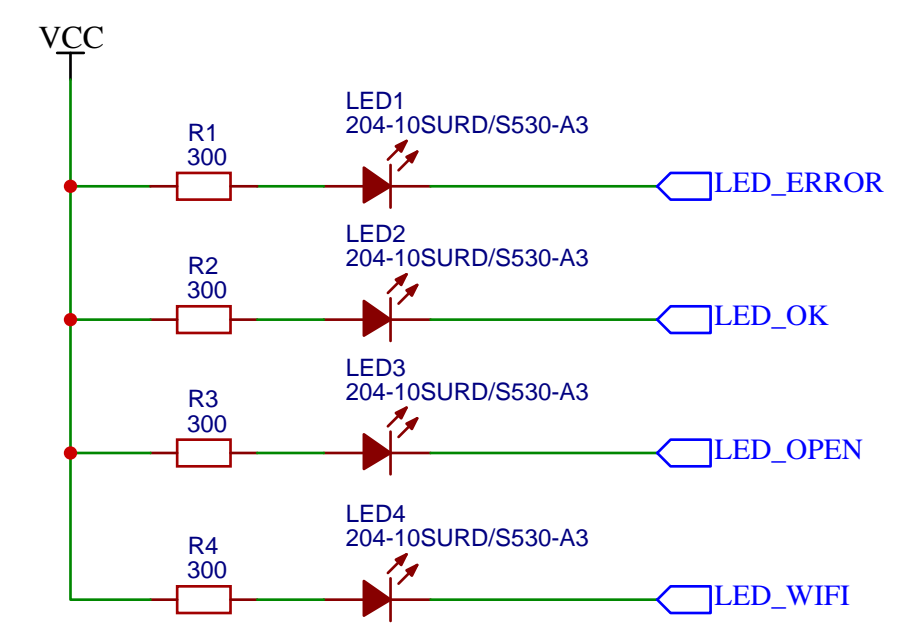 VCC
LED1
204-10SURD/S530-A3
R1
300
LED_ERROR
LED2
204-10SURD/S530-A3
R2
300
LED_OK
LED3
204-10SURD/S530-A3
R3
300
LED_OPEN
LED4
204-10SURD/S530-A3
R4
300
LED_WIFI